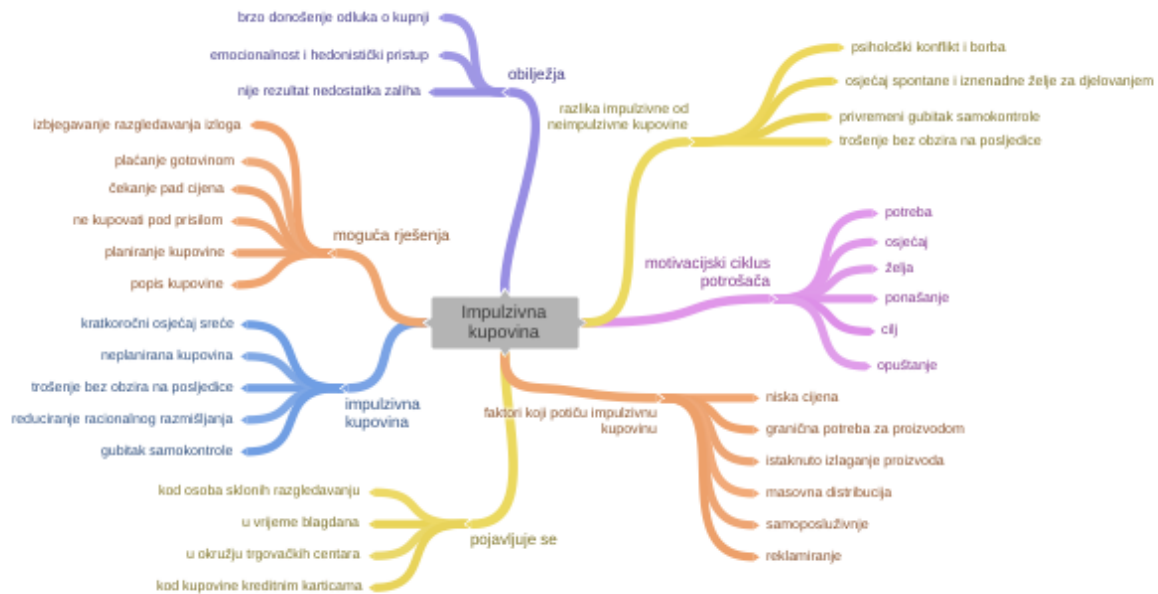 brzo donošenje odluka o kupnji
emocionalnost i hedonistički pristup
nije rezultat nedostatka zaliha
obilježja
izbjegavanje razgledavanja izloga
plaćanje gotovinom
čekanje pad cijena
ne kupovati pod prisilom
planiranje kupovine
popis kupovine
moguća rješenja
kratkoročni osjećaj sreće
neplanirana kupovina
trošenje bez obzira na posljedice
reduciranje racionalnog razmišljanja
gubitak samokontrole
impulzivna
kupovina
kod osoba sklonih razgledavanju
u vrijeme blagdana
u okružju trgovačkih centara
kod kupovine kreditnim karticama
pojavljuje se
Impulzivna
kupovina
razlika impulzivne od
neimpulzivne kupovine
psihološki konflikt i borba
osjećaj spontane i iznenadne želje za djelovanjem
privremeni gubitak samokontrole
trošenje bez obzira na posljedice
motivacijski ciklus
potrošača
potreba
osjećaj
želja
ponašanje
cilj
opuštanje
faktori koji potiču impulzivnu
kupovinu
niska cijena
granična potreba za proizvodom
istaknuto izlaganje proizvoda
masovna distribucija
samoposluživnje
reklamiranje